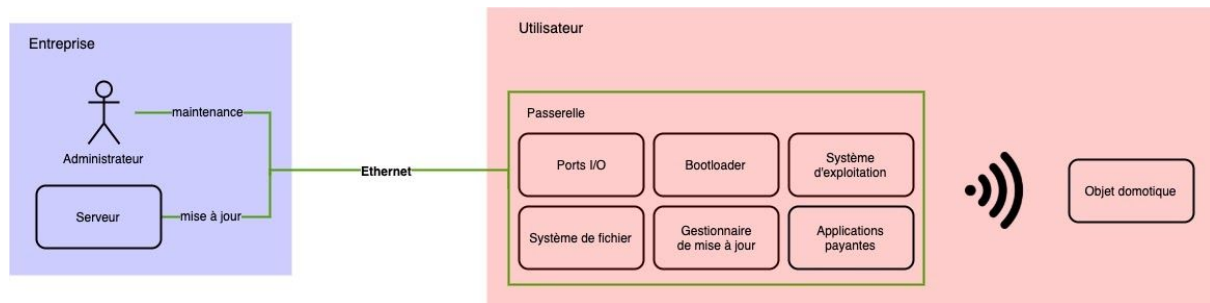 Entreprise
Administrateur
Serveur
maintenance
mise à jour
Ethernet
Utilisateur
Passerelle
Ports I/O
Bootloader
Système
d'exploitation
Système de fichier
Gestionnaire
de mise à jour
Applications
payantes
Objet domotique